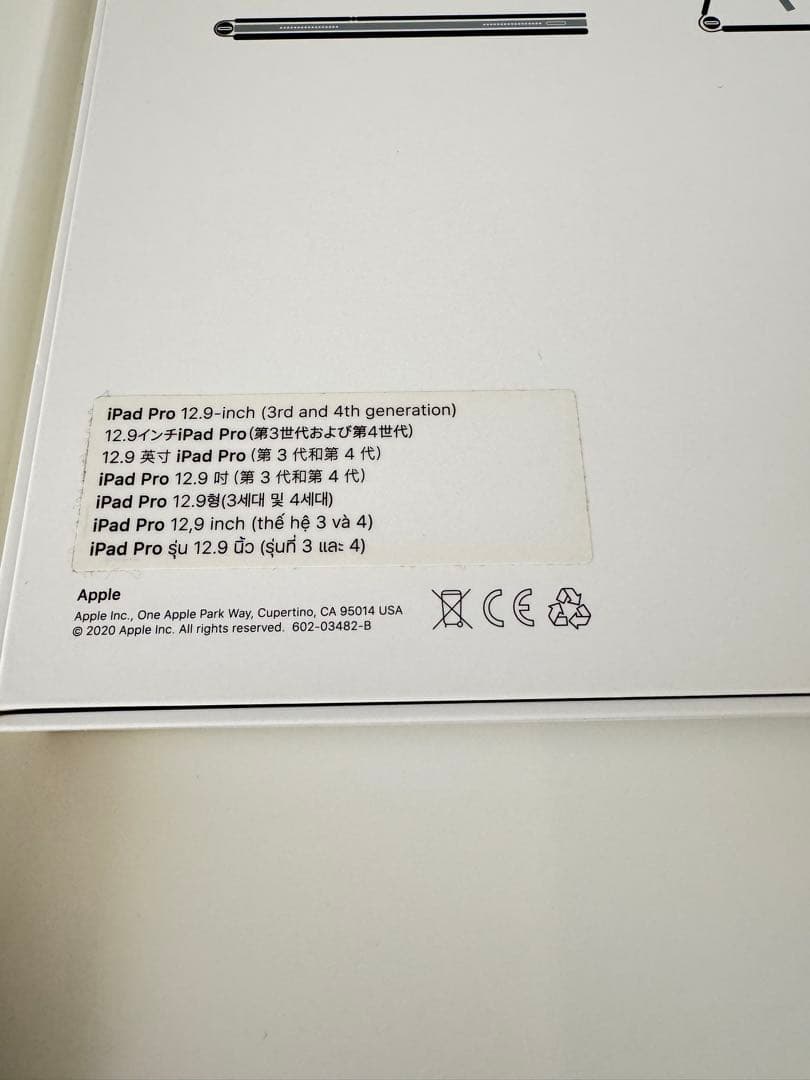 iPad Pro 12.9-inch (3rd and 4th generation)
12.9インチiPad Pro(第3世代および第4世代)
12.9 英寸 iPad Pro (第 3 代和第 4 代)
iPad Pro 12.9 吋 (第 3 代和第 4 代)
iPad Pro 12.9형(3세대 및 4세대)
iPad Pro 12,9 inch (thế hệ 3 và 4)
iPad Pro รุ่น 12.9 นิ้ว (รุ่นที่ 3 และ 4)
Apple
Apple Inc., One Apple Park Way, Cupertino, CA 95014 USA
© 2020 Apple Inc. All rights reserved. 602-03482-B
CE